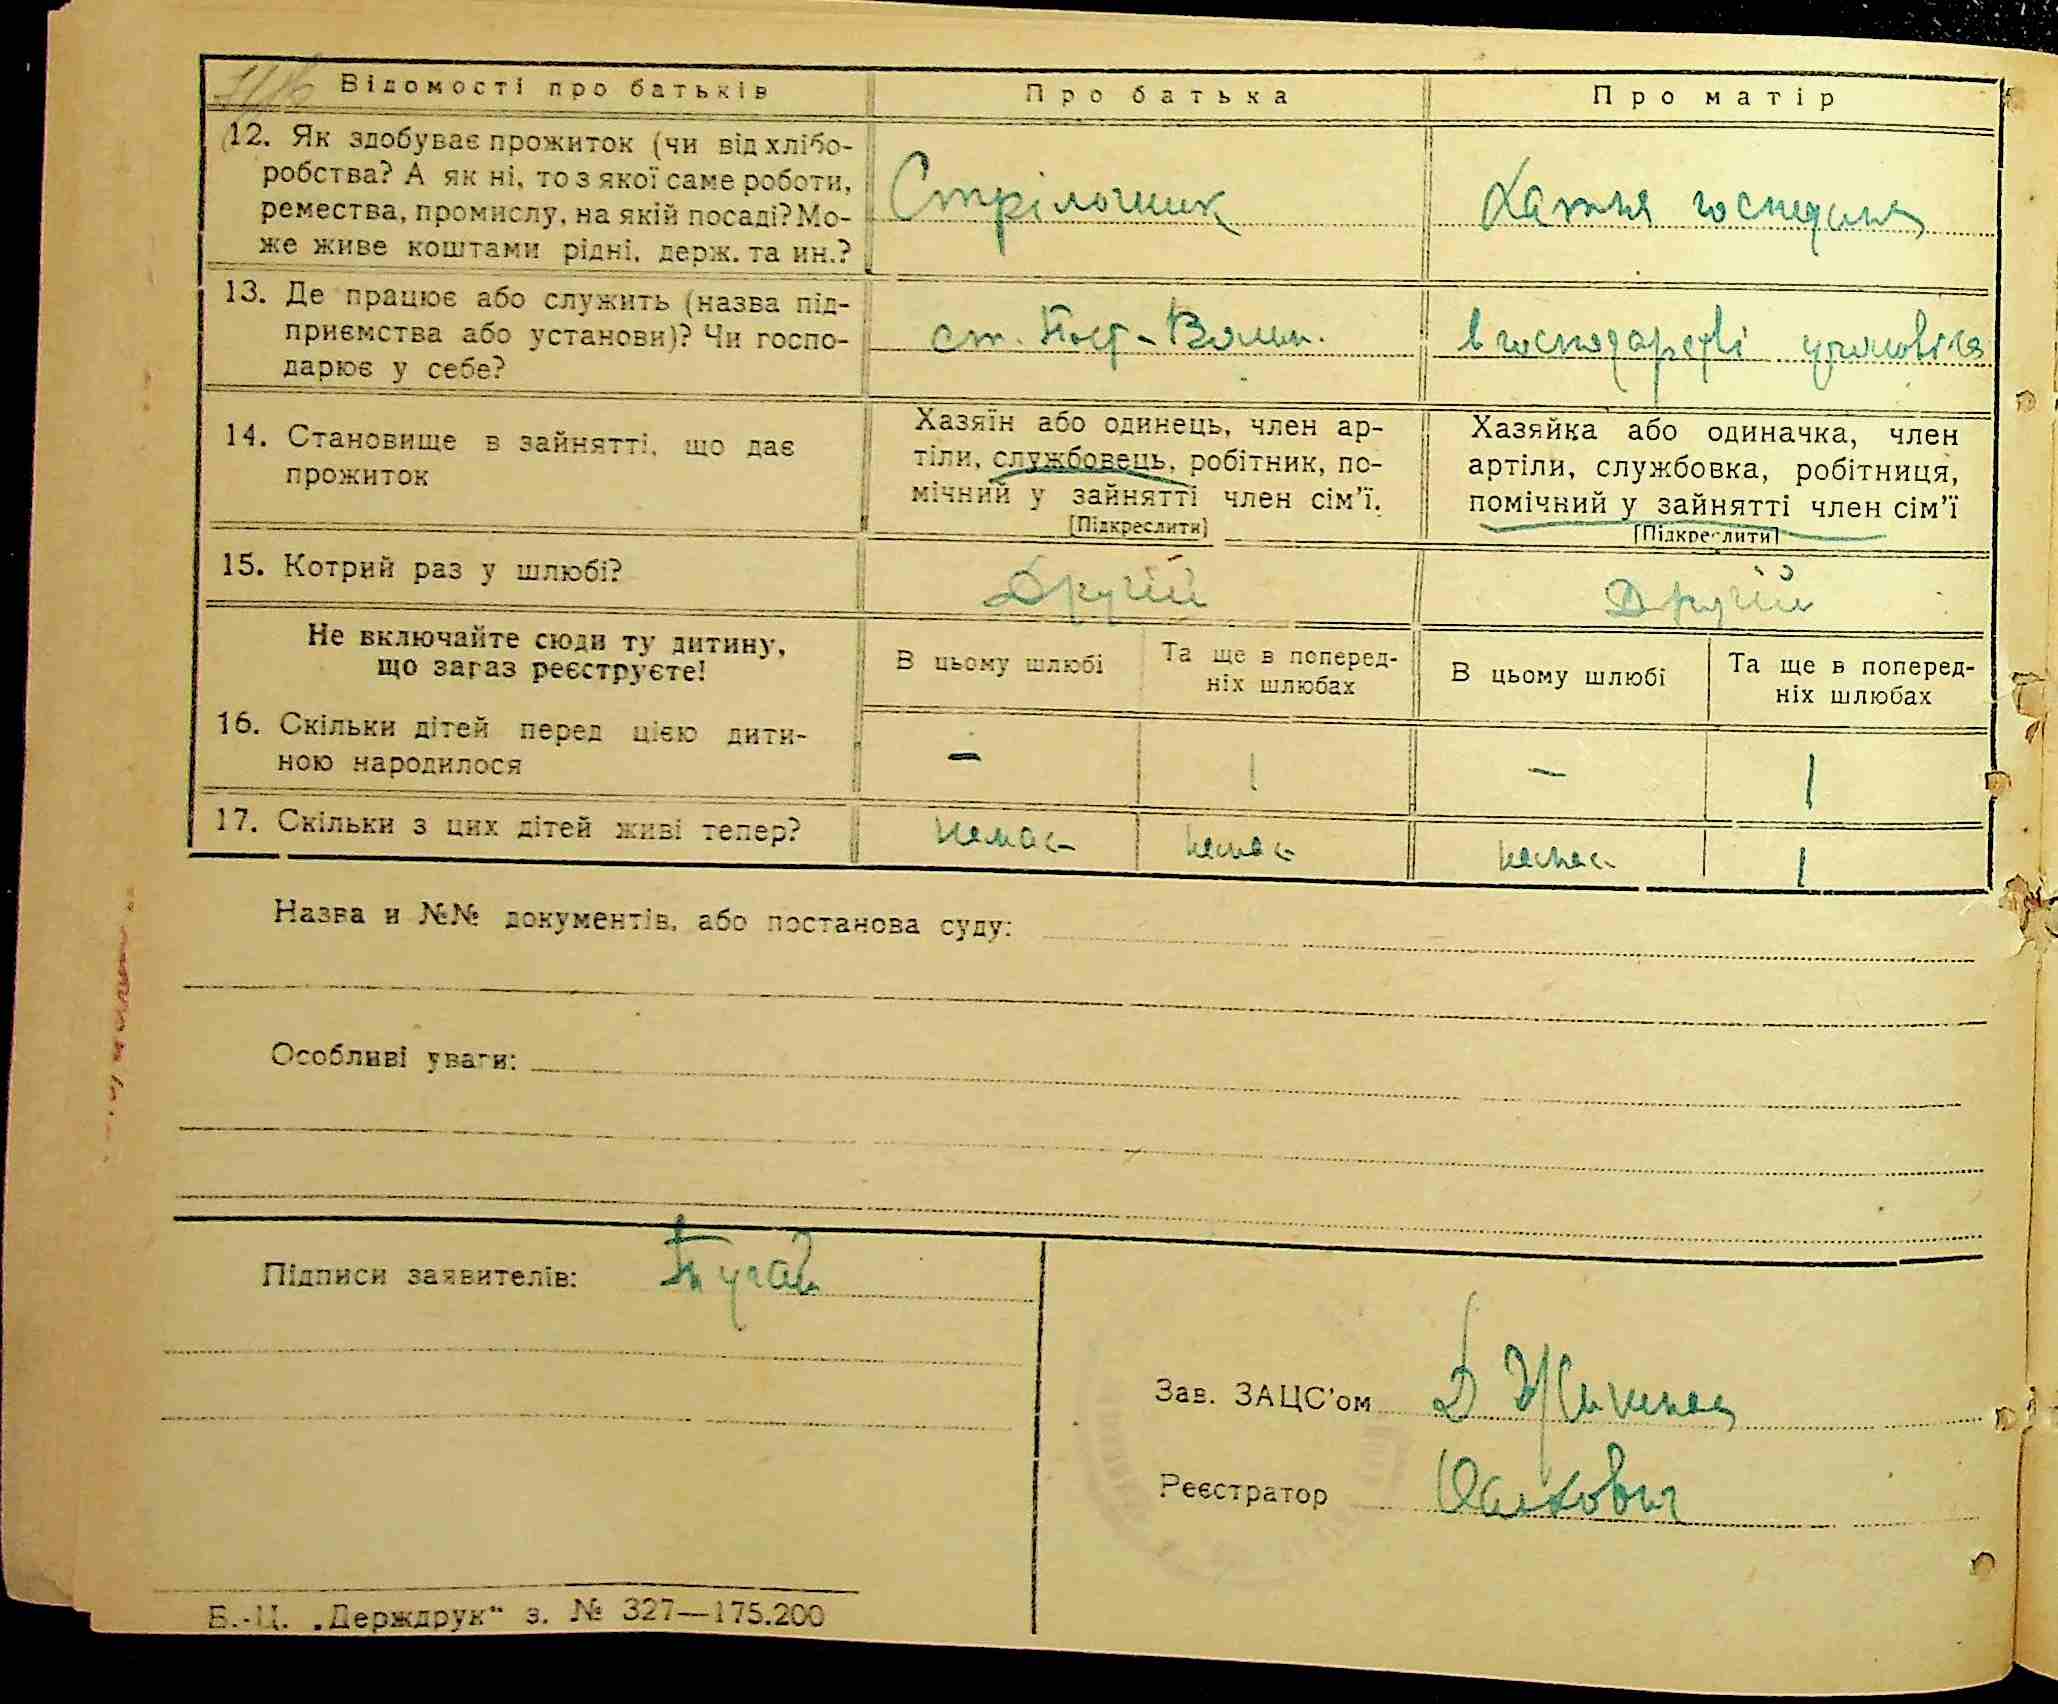 Відомості про батьків
Про батька
Про матір
12. Як здобуває прожиток (чи від хлібо-
робства? А як ні, то з якої саме роботи,
ремества, промислу, на якій посаді? Мо-
же живе коштами рідні, держ. та ин.?
Стрілочник
Хатня господиня
13. Де працює або служить (назва під-
приємства або установи)? Чи госпо-
дарює у себе?
ст. Пост-Волин.
в господарстві чоловіка
14. Становище в зайнятті, що дає
прожиток
Хазяїн або одинець, член ар-
тіли, службовець, робітник, по-
мічний у зайнятті член сім'ї.
[Підкреслити]
Хазяйка або одиначка, член
артіли, службовка, робітниця,
помічний у зайнятті член сім'ї
[Підкреслити]
15. Котрий раз у шлюбі?
Другій
Другій
Не включайте сюди ту дитину,
що зараз реєструєте!
В цьому шлюбі
Та ще в поперед-
ніх шлюбах
В цьому шлюбі
Та ще в поперед-
ніх шлюбах
16. Скільки дітей перед цією дити-
ною народилося
–
1
–
1
17. Скільки з цих дітей живі тепер?
немає
немає
немає
1
Назва и №№ документів, або постанова суду:
Особливі уваги:
Підписи заявителів:
Зав. ЗАЦС'ом
Реєстратор
Б.-Ц. „Держдрук" з. № 327—175.200